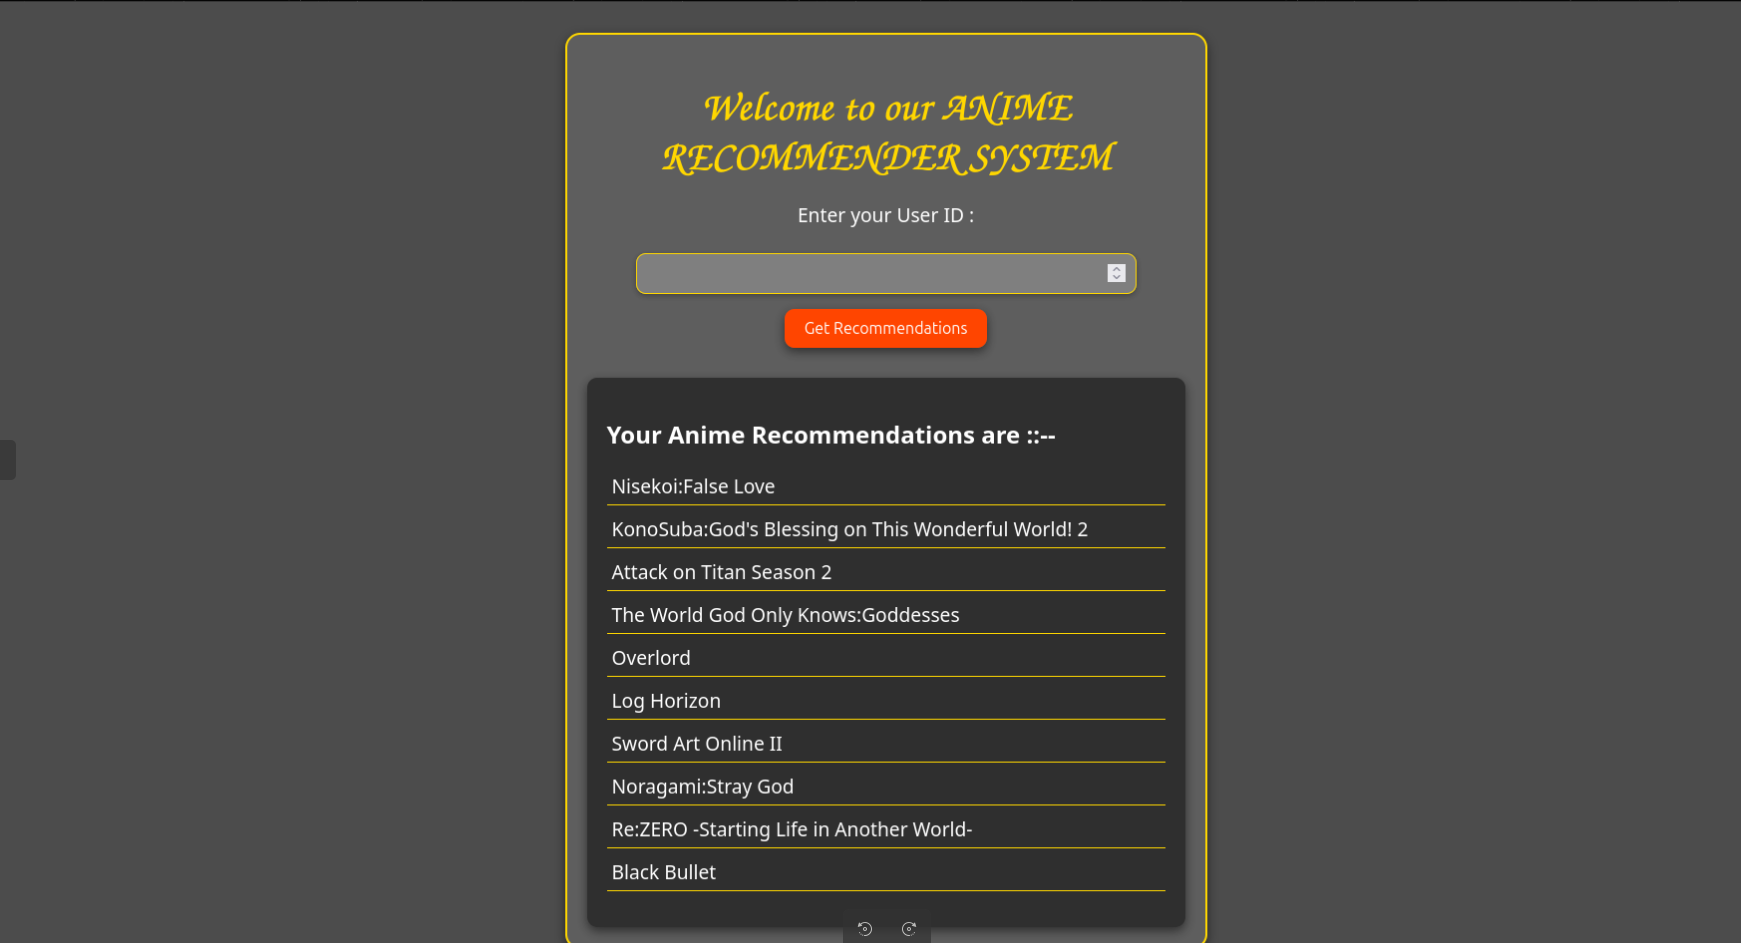 Welcome to our ANIME
RECOMMENDER SYSTEM
Enter your User ID :
Get Recommendations
Your Anime Recommendations are ::--
Nisekoi:False Love
KonoSuba:God's Blessing on This Wonderful World! 2
Attack on Titan Season 2
The World God Only Knows:Goddesses
Overlord
Log Horizon
Sword Art Online II
Noragami:Stray God
Re:ZERO -Starting Life in Another World-
Black Bullet